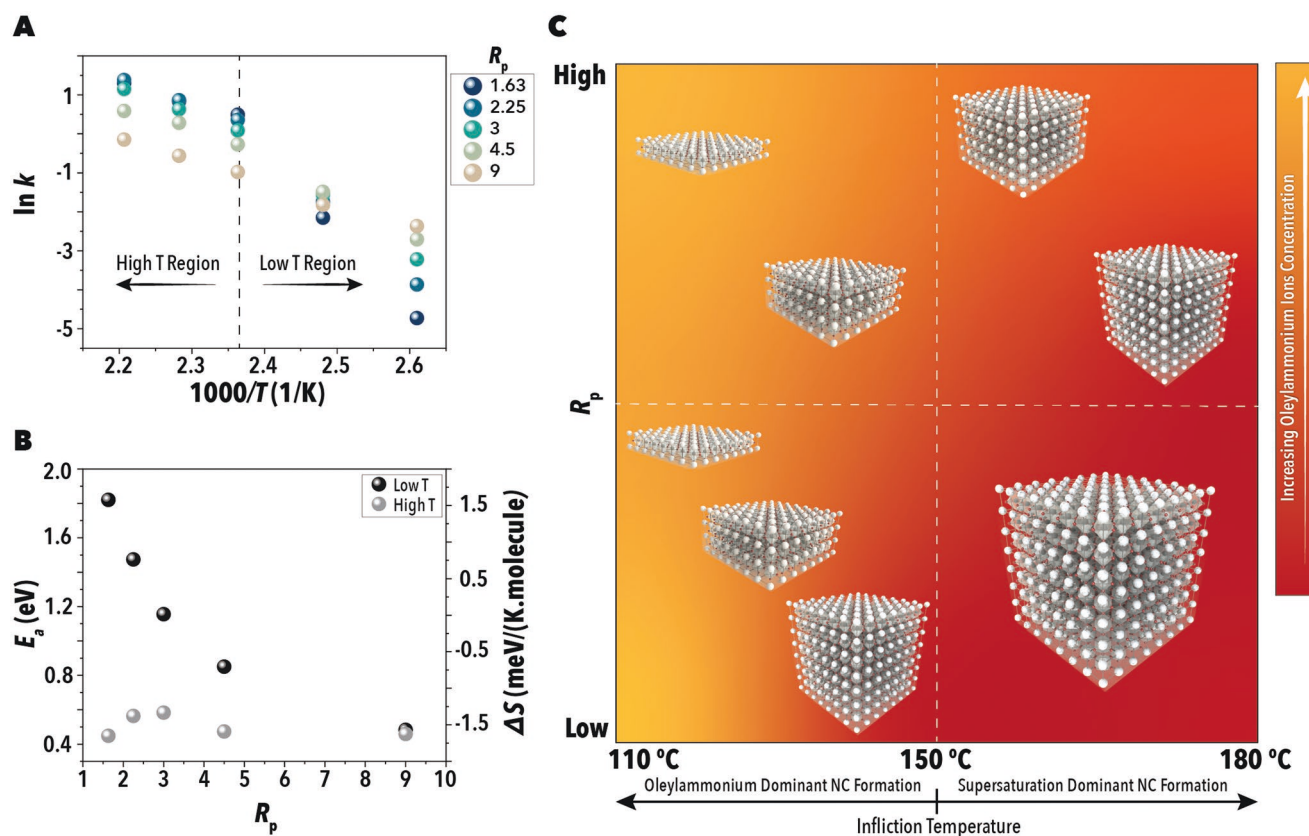 A
R_p
1.63
2.25
3
4.5
9
1
-1
-3
-5
ln k
High T Region
Low T Region
2.2
2.3
2.4
2.5
2.6
1000/T (1/K)
B
Low T
High T
2.0
1.6
1.2
0.8
0.4
E_a (eV)
1.5
0.5
-0.5
-1.5
ΔS (meV/(K.molecule)
1
2
3
4
5
6
7
8
9
10
R_p
C
High
R_p
Low
110 ºC
150 ºC
180 ºC
Oleylammonium Dominant NC Formation
Supersaturation Dominant NC Formation
Infliction Temperature
Increasing Oleylammonium Ions Concentration